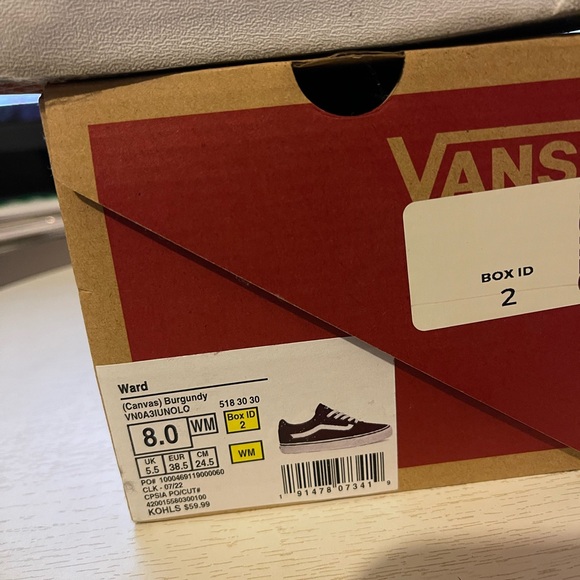 VANS
BOX ID
2
Ward
(Canvas) Burgundy
VN0A3IUNOLO 518 30 30
8.0 WM Box ID 2
UK 5.5 EUR 38.5 CM 24.5 WM
PO# 1000469119000060
CLK - 07/22
CPSIA PO/CUT#
420015580300100
KOHLS $59.99
1 91478 07341 9